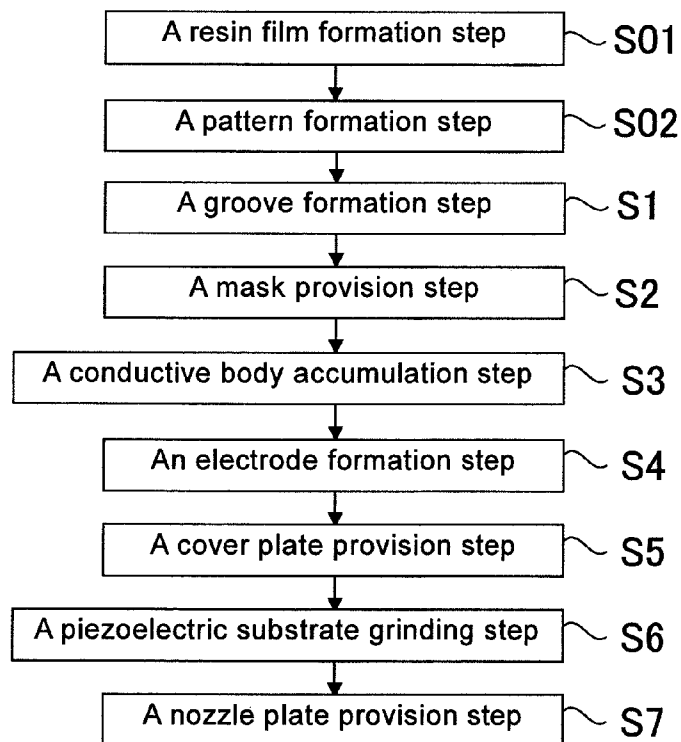 A resin film formation step S01
A pattern formation step S02
A groove formation step S1
A mask provision step S2
A conductive body accumulation step S3
An electrode formation step S4
A cover plate provision step S5
A piezoelectric substrate grinding step S6
A nozzle plate provision step S7